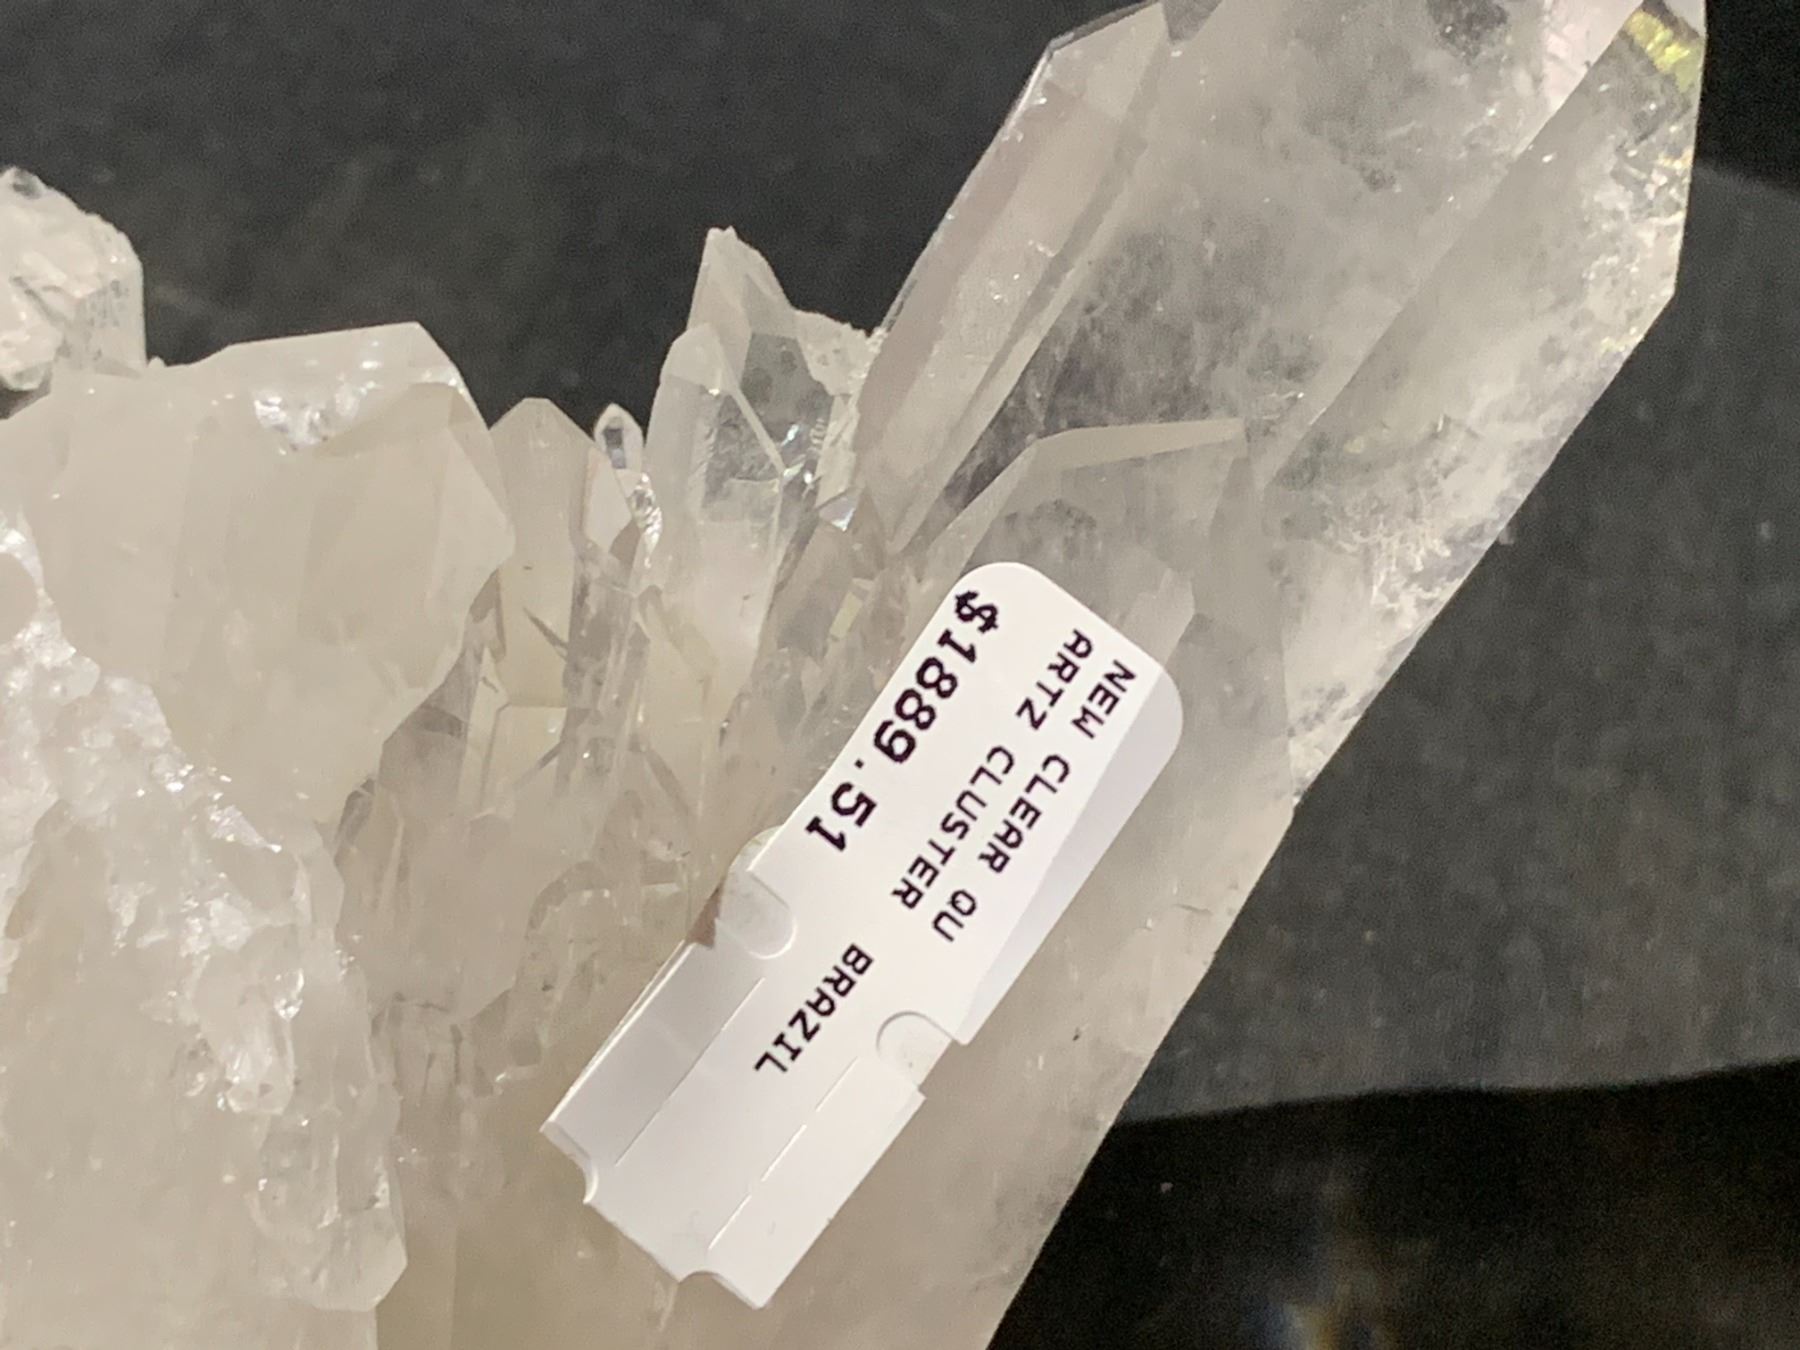 NEW CLEAR QU
ARTZ CLUSTER
BRAZIL
$1889.51